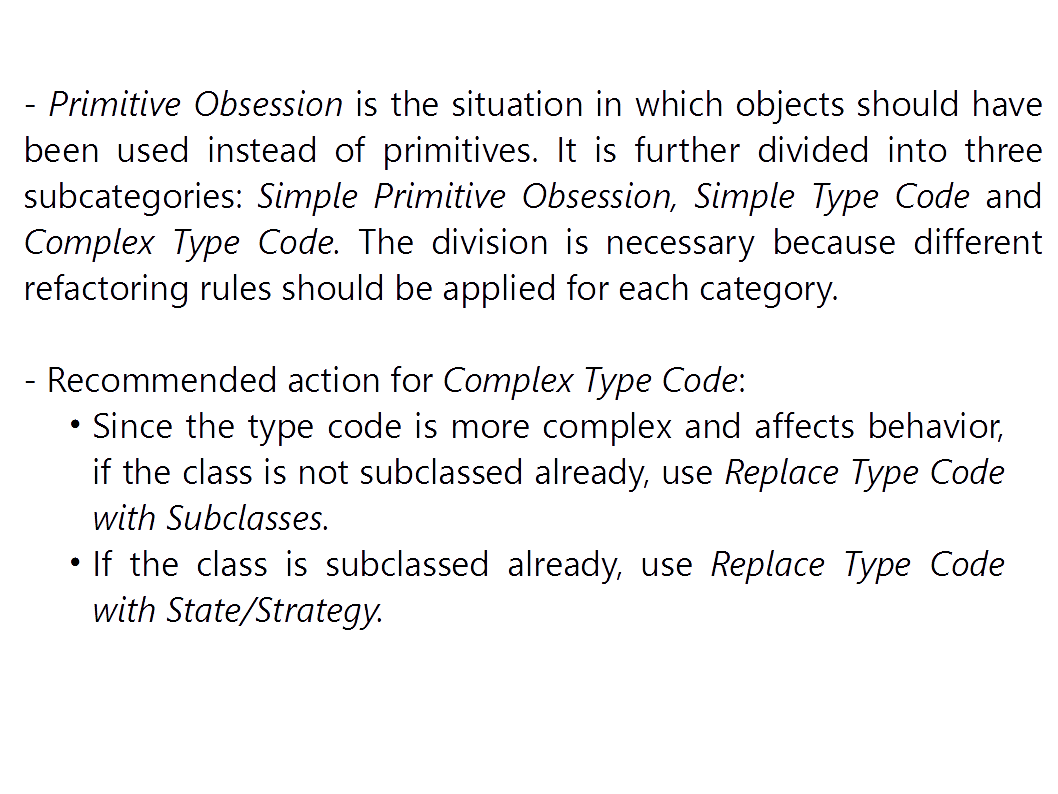 - Primitive Obsession is the situation in which objects should have
been used instead of primitives. It is further divided into three
subcategories: Simple Primitive Obsession, Simple Type Code and
Complex Type Code. The division is necessary because different
refactoring rules should be applied for each category.
- Recommended action for Complex Type Code:
• Since the type code is more complex and affects behavior,
if the class is not subclassed already, use Replace Type Code
with Subclasses.
• If the class is subclassed already, use Replace Type Code
with State/Strategy.